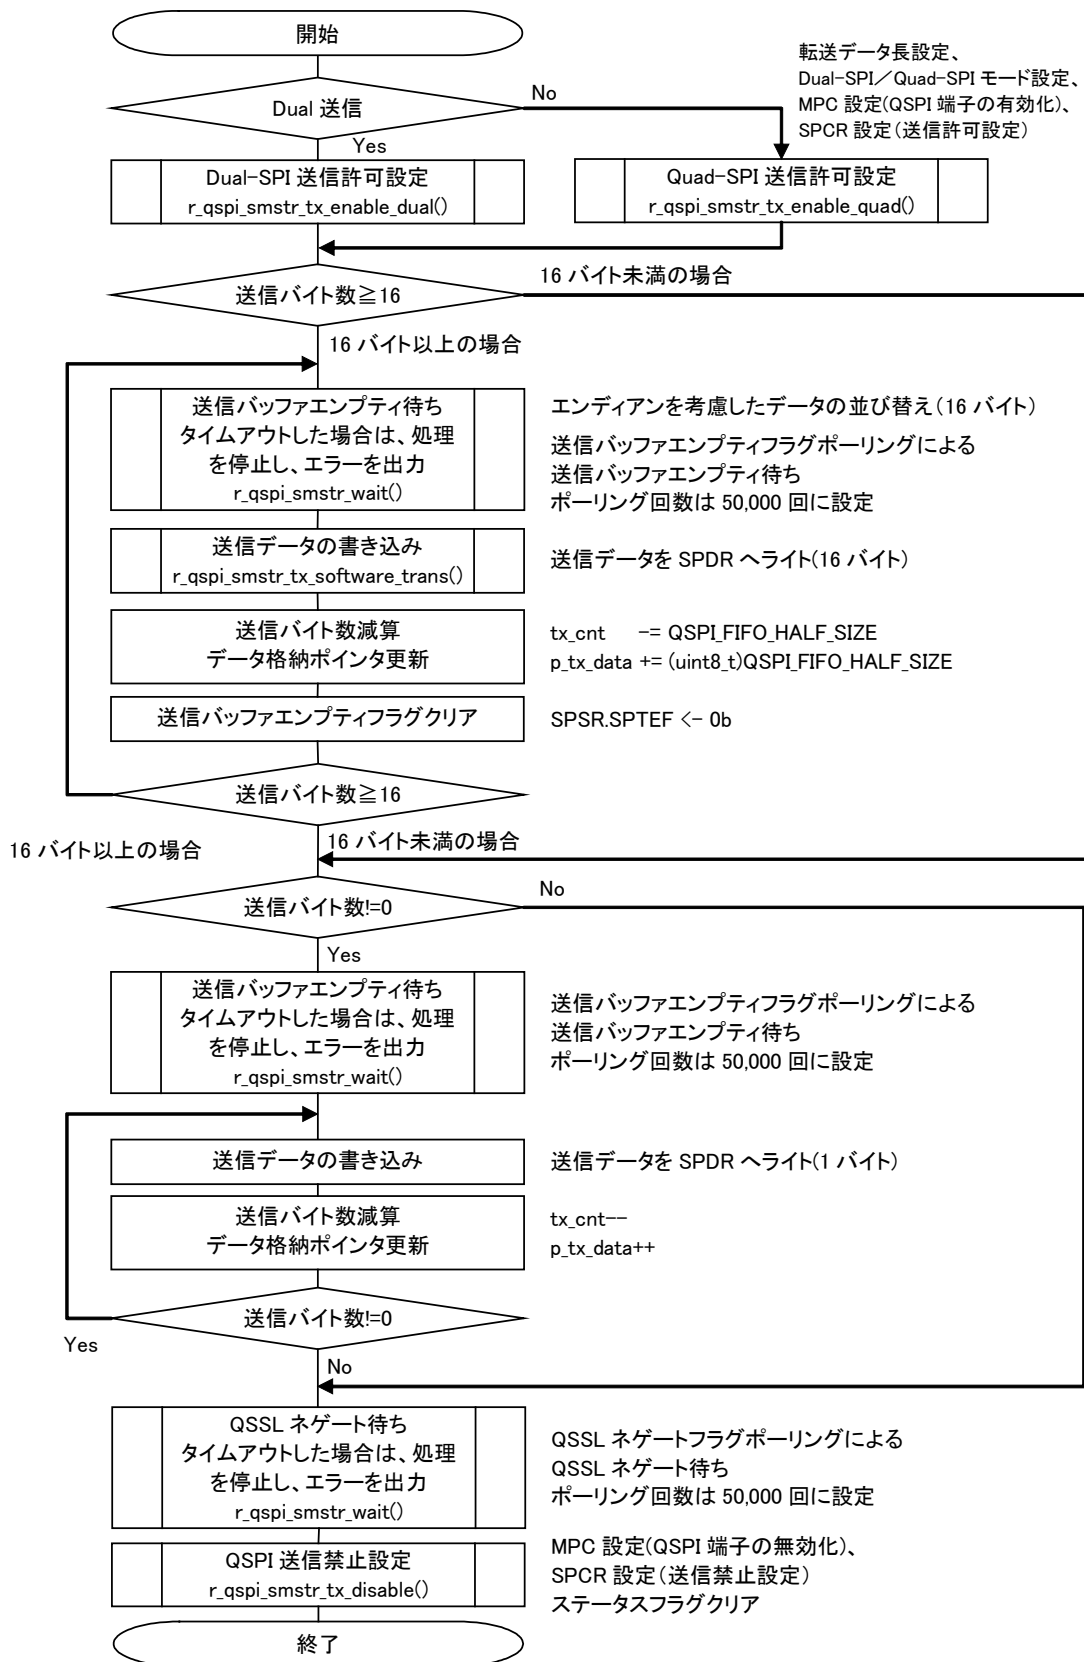 開始
転送データ長設定、
Dual-SPI／Quad-SPI モード設定、
MPC 設定(QSPI 端子の有効化)、
SPCR 設定(送信許可設定)
Dual 送信
No
Yes
Dual-SPI 送信許可設定
r_qspi_smstr_tx_enable_dual()
Quad-SPI 送信許可設定
r_qspi_smstr_tx_enable_quad()
送信バイト数≧16
16 バイト未満の場合
16 バイト以上の場合
送信バッファエンプティ待ち
タイムアウトした場合は、処理
を停止し、エラーを出力
r_qspi_smstr_wait()
エンディアンを考慮したデータの並び替え(16 バイト)
送信バッファエンプティフラグポーリングによる
送信バッファエンプティ待ち
ポーリング回数は 50,000 回に設定
送信データの書き込み
r_qspi_smstr_tx_software_trans()
送信データを SPDR へライト(16 バイト)
送信バイト数減算
データ格納ポインタ更新
tx_cnt -= QSPI_FIFO_HALF_SIZE
p_tx_data += (uint8_t)QSPI_FIFO_HALF_SIZE
送信バッファエンプティフラグクリア
SPSR.SPTEF <- 0b
送信バイト数≧16
16 バイト以上の場合
16 バイト未満の場合
送信バイト数!=0
No
Yes
送信バッファエンプティ待ち
タイムアウトした場合は、処理
を停止し、エラーを出力
r_qspi_smstr_wait()
送信バッファエンプティフラグポーリングによる
送信バッファエンプティ待ち
ポーリング回数は 50,000 回に設定
送信データの書き込み
送信データを SPDR へライト(1 バイト)
送信バイト数減算
データ格納ポインタ更新
tx_cnt--
p_tx_data++
送信バイト数!=0
Yes
No
QSSL ネゲート待ち
タイムアウトした場合は、処理
を停止し、エラーを出力
r_qspi_smstr_wait()
QSSL ネゲートフラグポーリングによる
QSSL ネゲート待ち
ポーリング回数は 50,000 回に設定
QSPI 送信禁止設定
r_qspi_smstr_tx_disable()
MPC 設定(QSPI 端子の無効化)、
SPCR 設定(送信禁止設定)
ステータスフラグクリア
終了